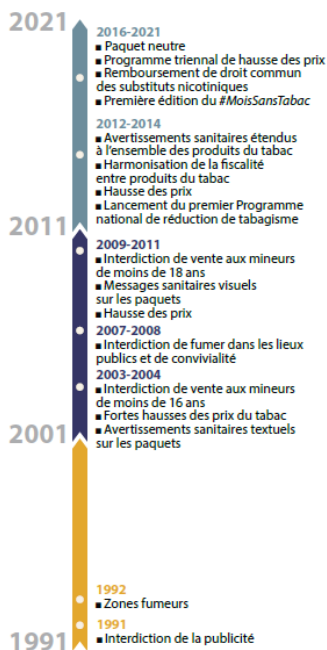 2021
2016-2021
■ Paquet neutre
■ Programme triennal de hausse des prix
■ Remboursement de droit commun
des substituts nicotiniques
■ Première édition du #MoisSansTabac
2012-2014
■ Avertissements sanitaires étendus
à l'ensemble des produits du tabac
■ Harmonisation de la fiscalité
entre produits du tabac
■ Hausse des prix
■ Lancement du premier Programme
national de réduction de tabagisme
2011
2009-2011
■ Interdiction de vente aux mineurs
de moins de 18 ans
■ Messages sanitaires visuels
sur les paquets
■ Hausse des prix
2007-2008
■ Interdiction de fumer dans les lieux
publics et de convivialité
2003-2004
■ Interdiction de vente aux mineurs
de moins de 16 ans
■ Fortes hausses des prix du tabac
■ Avertissements sanitaires textuels
sur les paquets
2001
1992
■ Zones fumeurs
1991
■ Interdiction de la publicité
1991